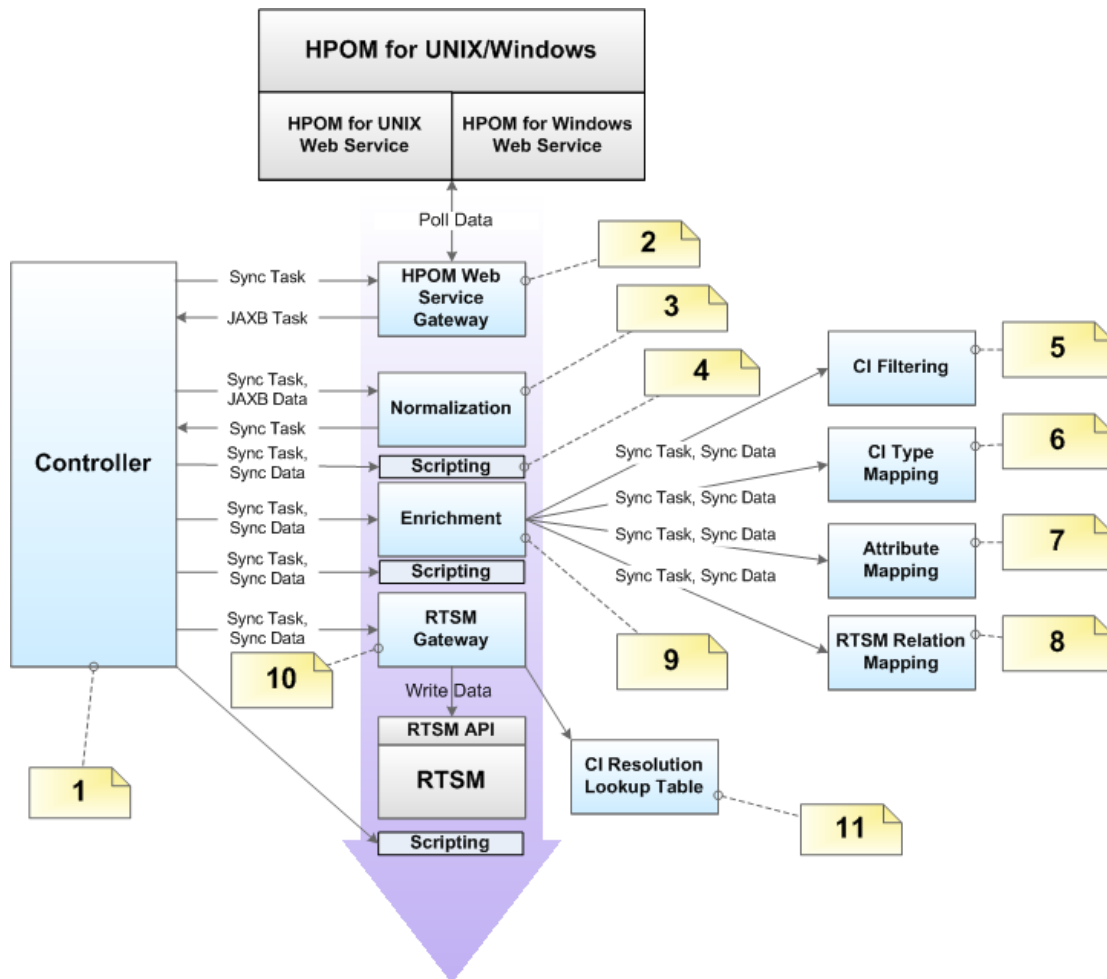 HPOM for UNIX/Windows
HPOM for UNIX
Web Service
HPOM for Windows
Web Service
Poll Data
2
Sync Task
HPOM Web
Service
Gateway
JAXB Task
3
Sync Task,
JAXB Data
Normalization
Sync Task
4
CI Filtering
5
Controller
Sync Task,
Sync Data
Scripting
Sync Task, Sync Data
CI Type
Mapping
6
Sync Task,
Sync Data
Enrichment
Sync Task, Sync Data
Sync Task, Sync Data
Attribute
Mapping
7
Sync Task,
Sync Data
Scripting
Sync Task, Sync Data
Sync Task,
Sync Data
RTSM
Gateway
RTSM Relation
Mapping
8
9
10
Write Data
RTSM API
RTSM
CI Resolution
Lookup Table
1
11
Scripting